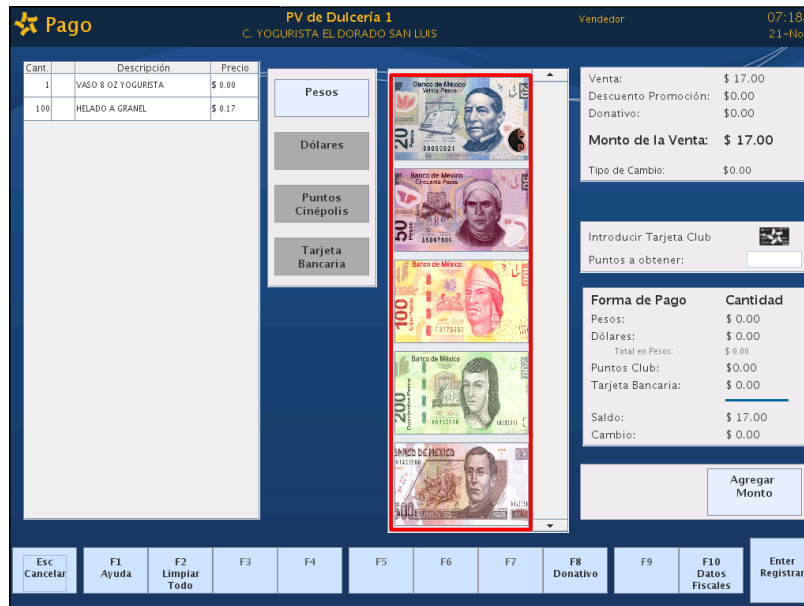 Pago
PV de Dulcería 1
C. YOGURISTA EL DORADO SAN LUIS
Vendedor
07:18
21-No
Cant. Descripción Precio
1 VASO 8 OZ YOGURISTA $ 0.00
100 HELADO A GRANEL $ 0.17
Pesos
Dólares
Puntos
Cinépolis
Tarjeta
Bancaria
Banco de México
Veinte Pesos
20
Pesos
Banco de México
Cincuenta Pesos
50
Banco de México
100
Banco de México
200
Doscientos Pesos
BANCO DE MEXICO
500
Venta: $ 17.00
Descuento Promoción: $0.00
Donativo: $0.00
Monto de la Venta: $ 17.00
Tipo de Cambio: $0.00
Introducir Tarjeta Club
Puntos a obtener:
Forma de Pago Cantidad
Pesos: $ 0.00
Dólares: $ 0.00
Total en Pesos: $ 0.00
Puntos Club: $0.00
Tarjeta Bancaria: $ 0.00
Saldo: $ 17.00
Cambio: $ 0.00
Agregar
Monto
Esc
Cancelar
F1
Ayuda
F2
Limpiar
Todo
F3
F4
F5
F6
F7
F8
Donativo
F9
F10
Datos
Fiscales
Enter
Registrar